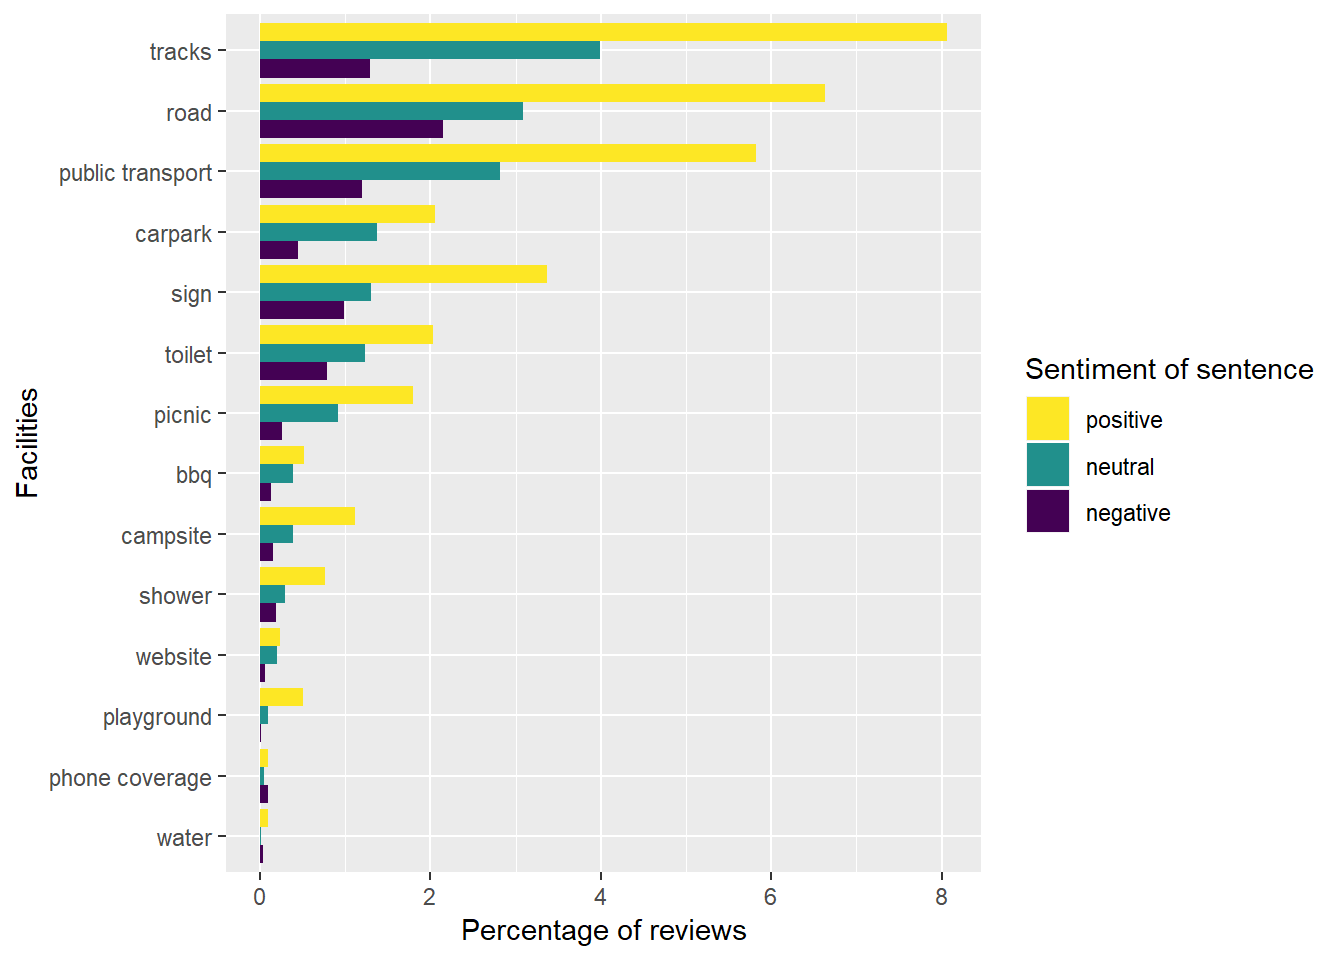 tracks
road
public transport
carpark
sign
toilet
picnic
bbq
campsite
shower
website
playground
phone coverage
water
Facilities
0 2 4 6 8
Percentage of reviews
Sentiment of sentence
positive
neutral
negative